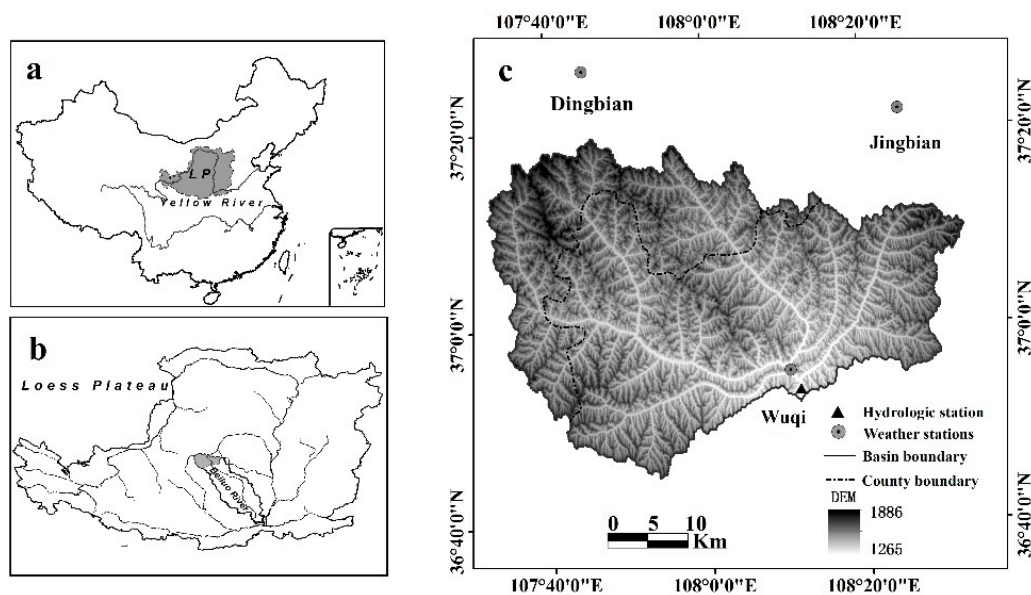 a
LP
Yellow River
b
Loess Plateau
Beiluo River
107°40'0"E
108°0'0"E
108°20'0"E
c
Dingbian
Jingbian
37°20'0"N
37°20'0"N
37°0'0"N
37°0'0"N
Wuqi
Hydrologic station
Weather stations
Basin boundary
County boundary
DEM
1886
1265
0 5 10
Km
36°40'0"N
36°40'0"N
107°40'0"E
108°0'0"E
108°20'0"E